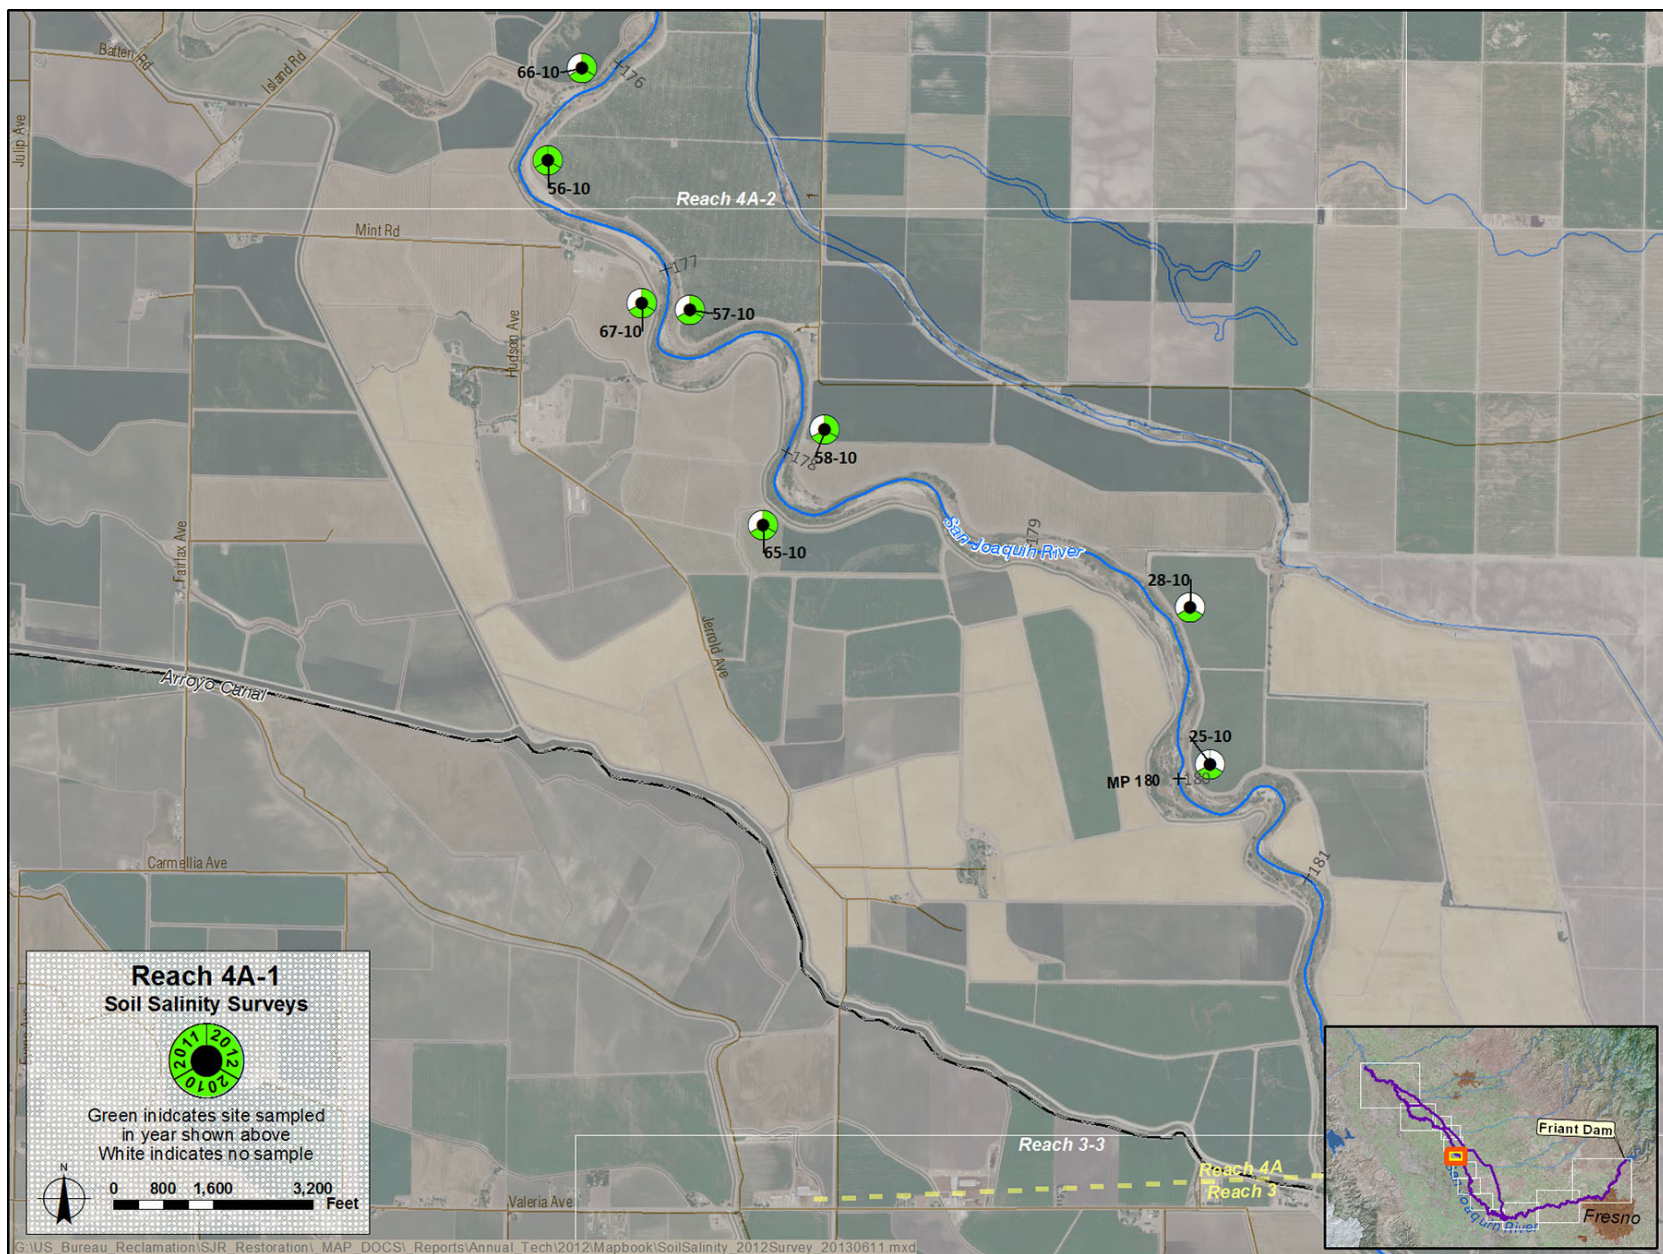 Batten Rd
Island Rd
Julip Ave
66-10
176
56-10
Reach 4A-2
1
Mint Rd
177
67-10
57-10
Hudson Ave
58-10
178
65-10
San Joaquin River
179
28-10
Fairfax Ave
Jerrold Ave
Arroyo Canal
25-10
MP 180
180
181
Carmellia Ave
Reach 4A-1
Soil Salinity Surveys
2011
2012
2010
Green inidcates site sampled
in year shown above
White indicates no sample
N
0 800 1,600 3,200
Feet
Reach 3-3
Reach 4A
Reach 3
Valeria Ave
Friant Dam
San Joaquin River
Fresno
G:\US_Bureau_Reclamation\SJR_Restoration\_MAP_DOCS\_Reports\Annual_Tech\2012\Mapbook\SoilSalinity_2012Survey_20130611.mxd